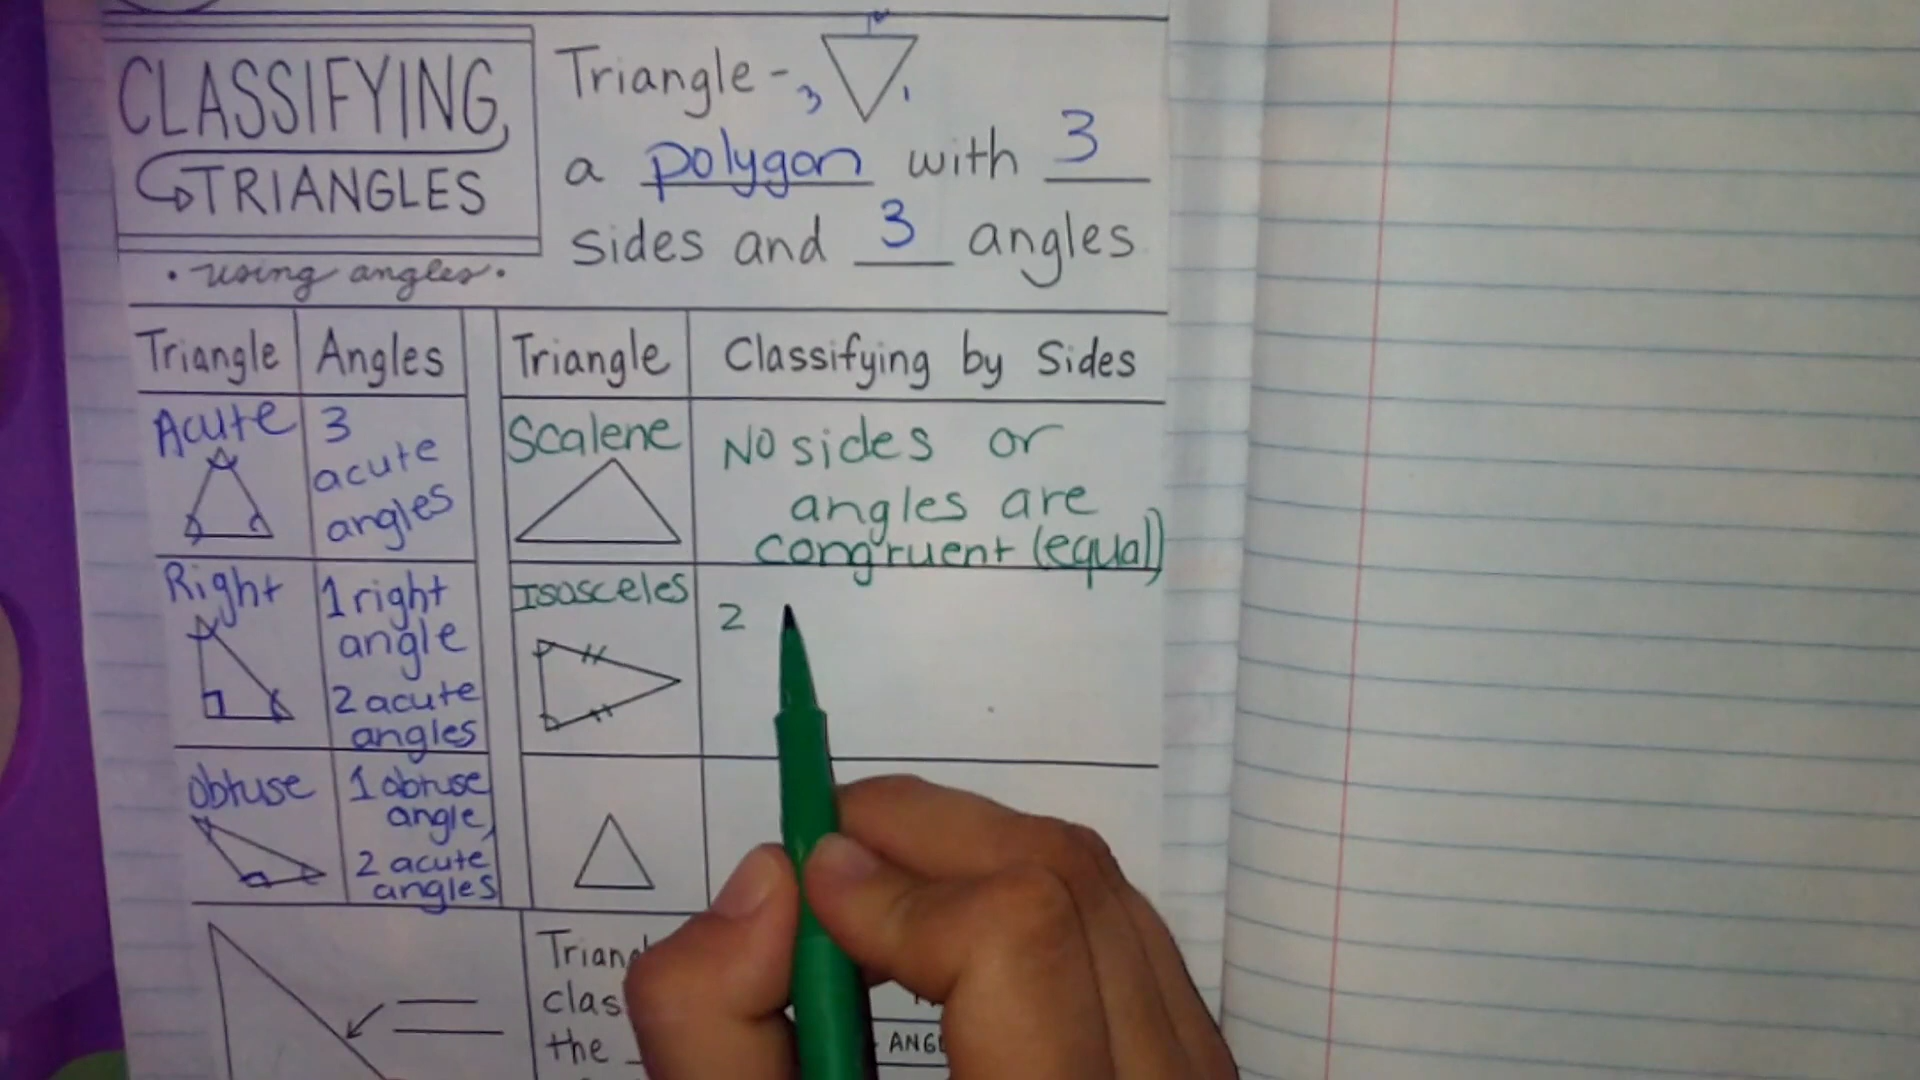 CLASSIFYING
TRIANGLES
• using angles •
Triangle - 3 1
a polygon with 3
sides and 3 angles
Triangle Angles
Acute 3
acute
angles
Right 1 right
angle
2 acute
angles
Obtuse 1 obtuse
angle,
2 acute
angles
Triangle Classifying by Sides
Scalene No sides or
angles are
congruent (equal)
Isosceles 2
the